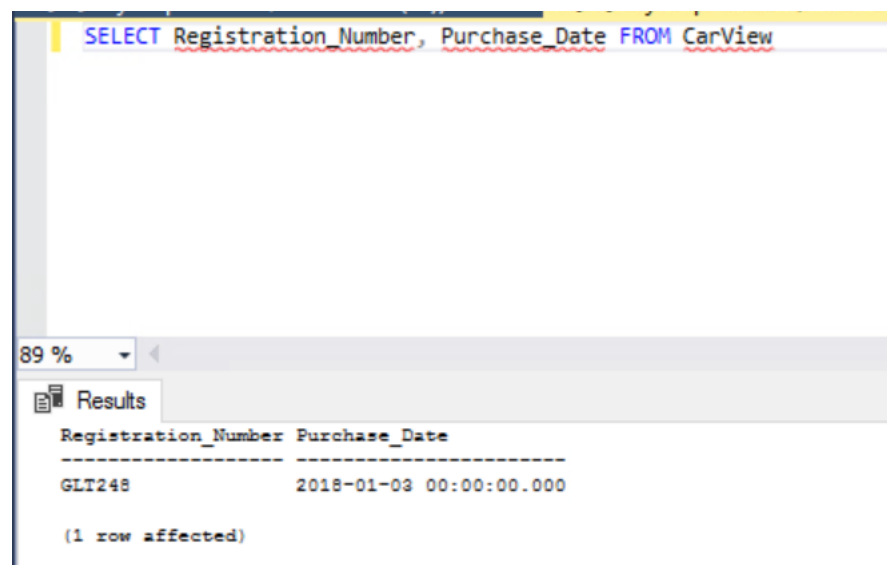 SELECT Registration_Number, Purchase_Date FROM CarView
89 %
Results
Registration_Number Purchase_Date
------------------- -----------------------
GLT248 2018-01-03 00:00:00.000
(1 row affected)